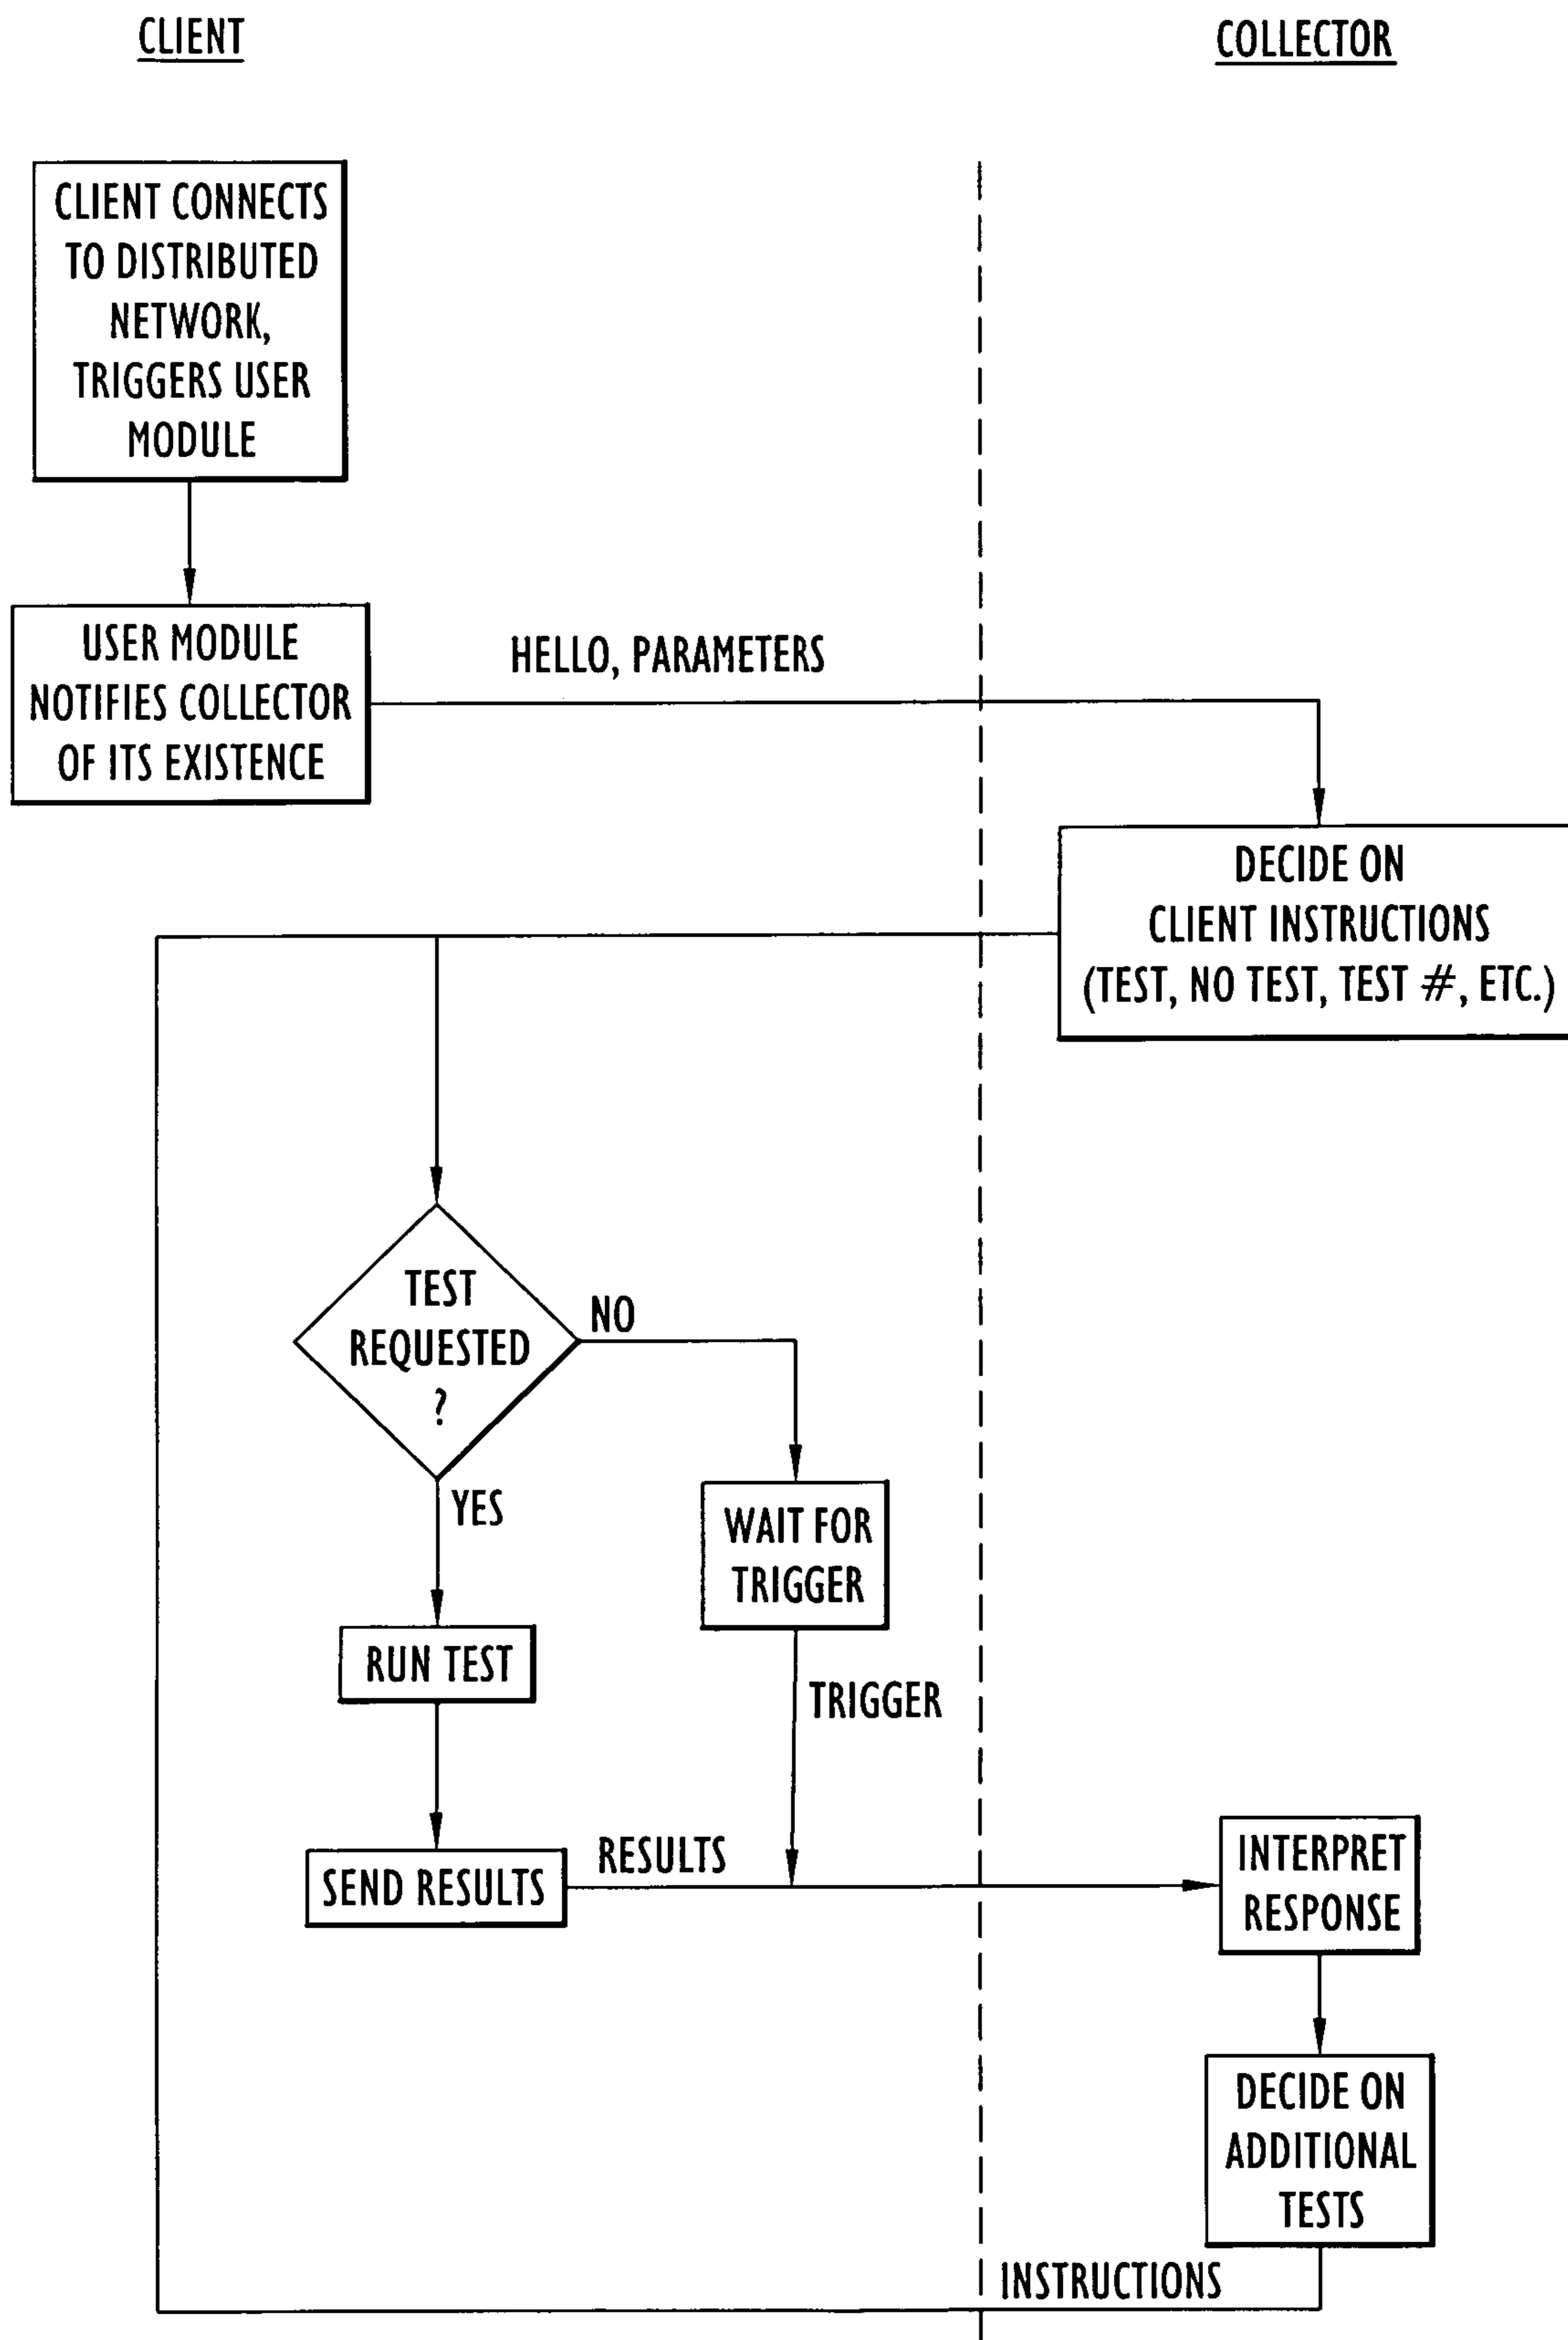 CLIENT
COLLECTOR
CLIENT CONNECTS
TO DISTRIBUTED
NETWORK,
TRIGGERS USER
MODULE
USER MODULE
NOTIFIES COLLECTOR
OF ITS EXISTENCE
HELLO, PARAMETERS
DECIDE ON
CLIENT INSTRUCTIONS
(TEST, NO TEST, TEST #, ETC.)
TEST
REQUESTED
?
NO
YES
WAIT FOR
TRIGGER
RUN TEST
TRIGGER
SEND RESULTS
RESULTS
INTERPRET
RESPONSE
DECIDE ON
ADDITIONAL
TESTS
INSTRUCTIONS